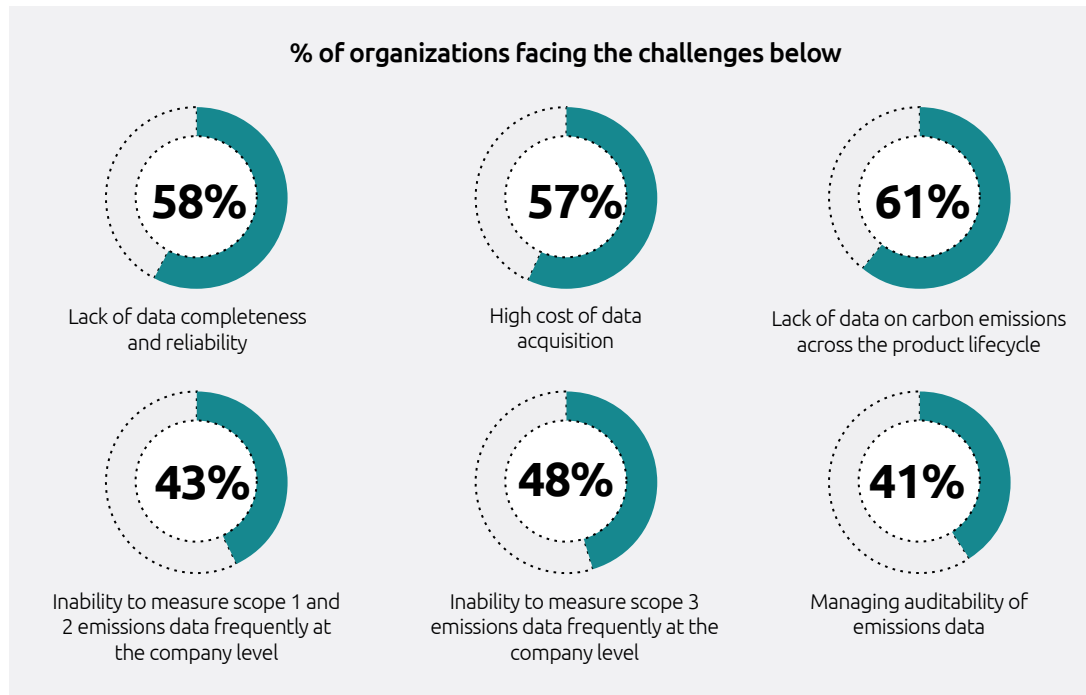 % of organizations facing the challenges below
58%
Lack of data completeness
and reliability
57%
High cost of data
acquisition
61%
Lack of data on carbon emissions
across the product lifecycle
43%
Inability to measure scope 1 and
2 emissions data frequently at
the company level
48%
Inability to measure scope 3
emissions data frequently at the
company level
41%
Managing auditability of
emissions data